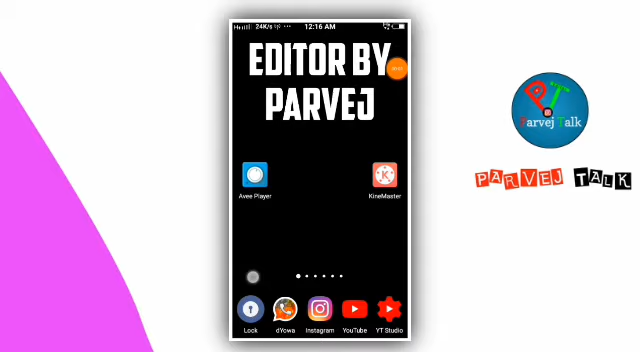 24K/s
12:16 AM
EDITOR BY
PARVEJ
Avee Player
KineMaster
Lock
dYowa
Instagram
YouTube
YT Studio
PT
Parvej Talk
PARVEJ TALK